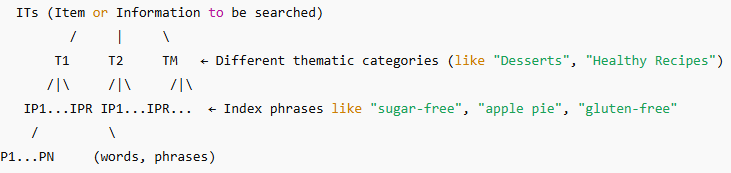 ITs (Item or Information to be searched)
/ | \
T1 T2 TM ← Different thematic categories (like "Desserts", "Healthy Recipes")
/|\ /|\ /|\
IP1...IPR IP1...IPR... ← Index phrases like "sugar-free", "apple pie", "gluten-free"
/ \
P1...PN (words, phrases)